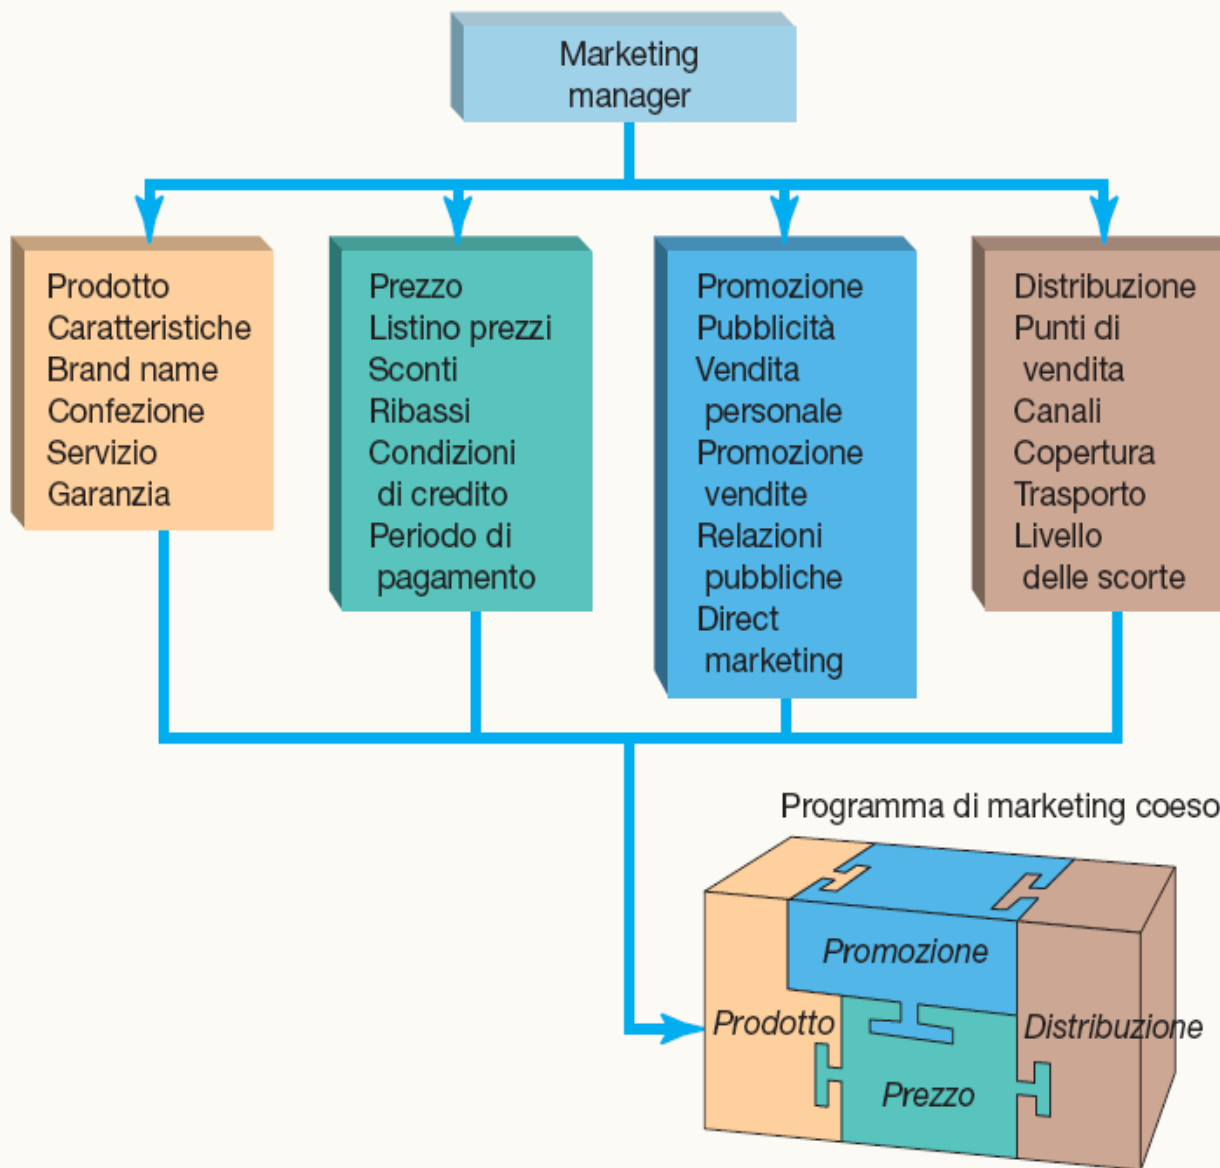 Marketing
manager
Prodotto
Caratteristiche
Brand name
Confezione
Servizio
Garanzia
Prezzo
Listino prezzi
Sconti
Ribassi
Condizioni
di credito
Periodo di
pagamento
Promozione
Pubblicità
Vendita
personale
Promozione
vendite
Relazioni
pubbliche
Direct
marketing
Distribuzione
Punti di
vendita
Canali
Copertura
Trasporto
Livello
delle scorte
Programma di marketing coeso
Promozione
Prodotto
Distribuzione
Prezzo